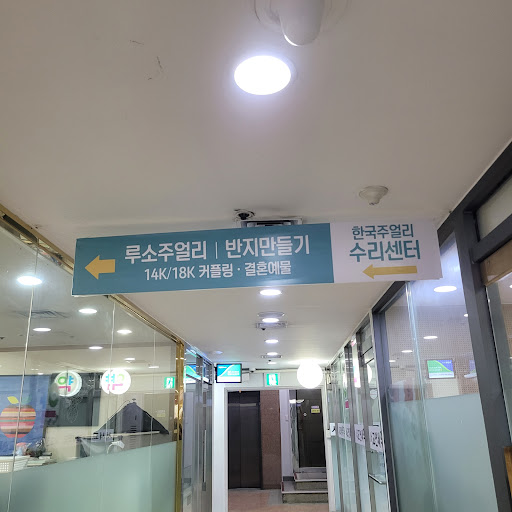 루소주얼리 | 반지만들기
14K/18K 커플링 · 결혼예물
한국주얼리
수리센터
약